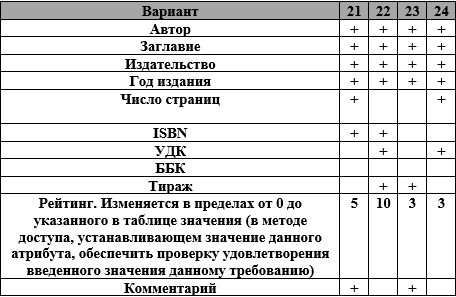 Вариант 21 22 23 24
Автор + + + +
Заглавие + + + +
Издательство + + + +
Год издания + + + +
Число страниц + +
ISBN + +
УДК + +
ББК
Тираж + +
Рейтинг. Изменяется в пределах от 0 до 5 10 3 3
указанного в таблице значения (в методе
доступа, устанавливающем значение данного
атрибута, обеспечить проверку удовлетворения
введенного значения данному требованию)
Комментарий + +